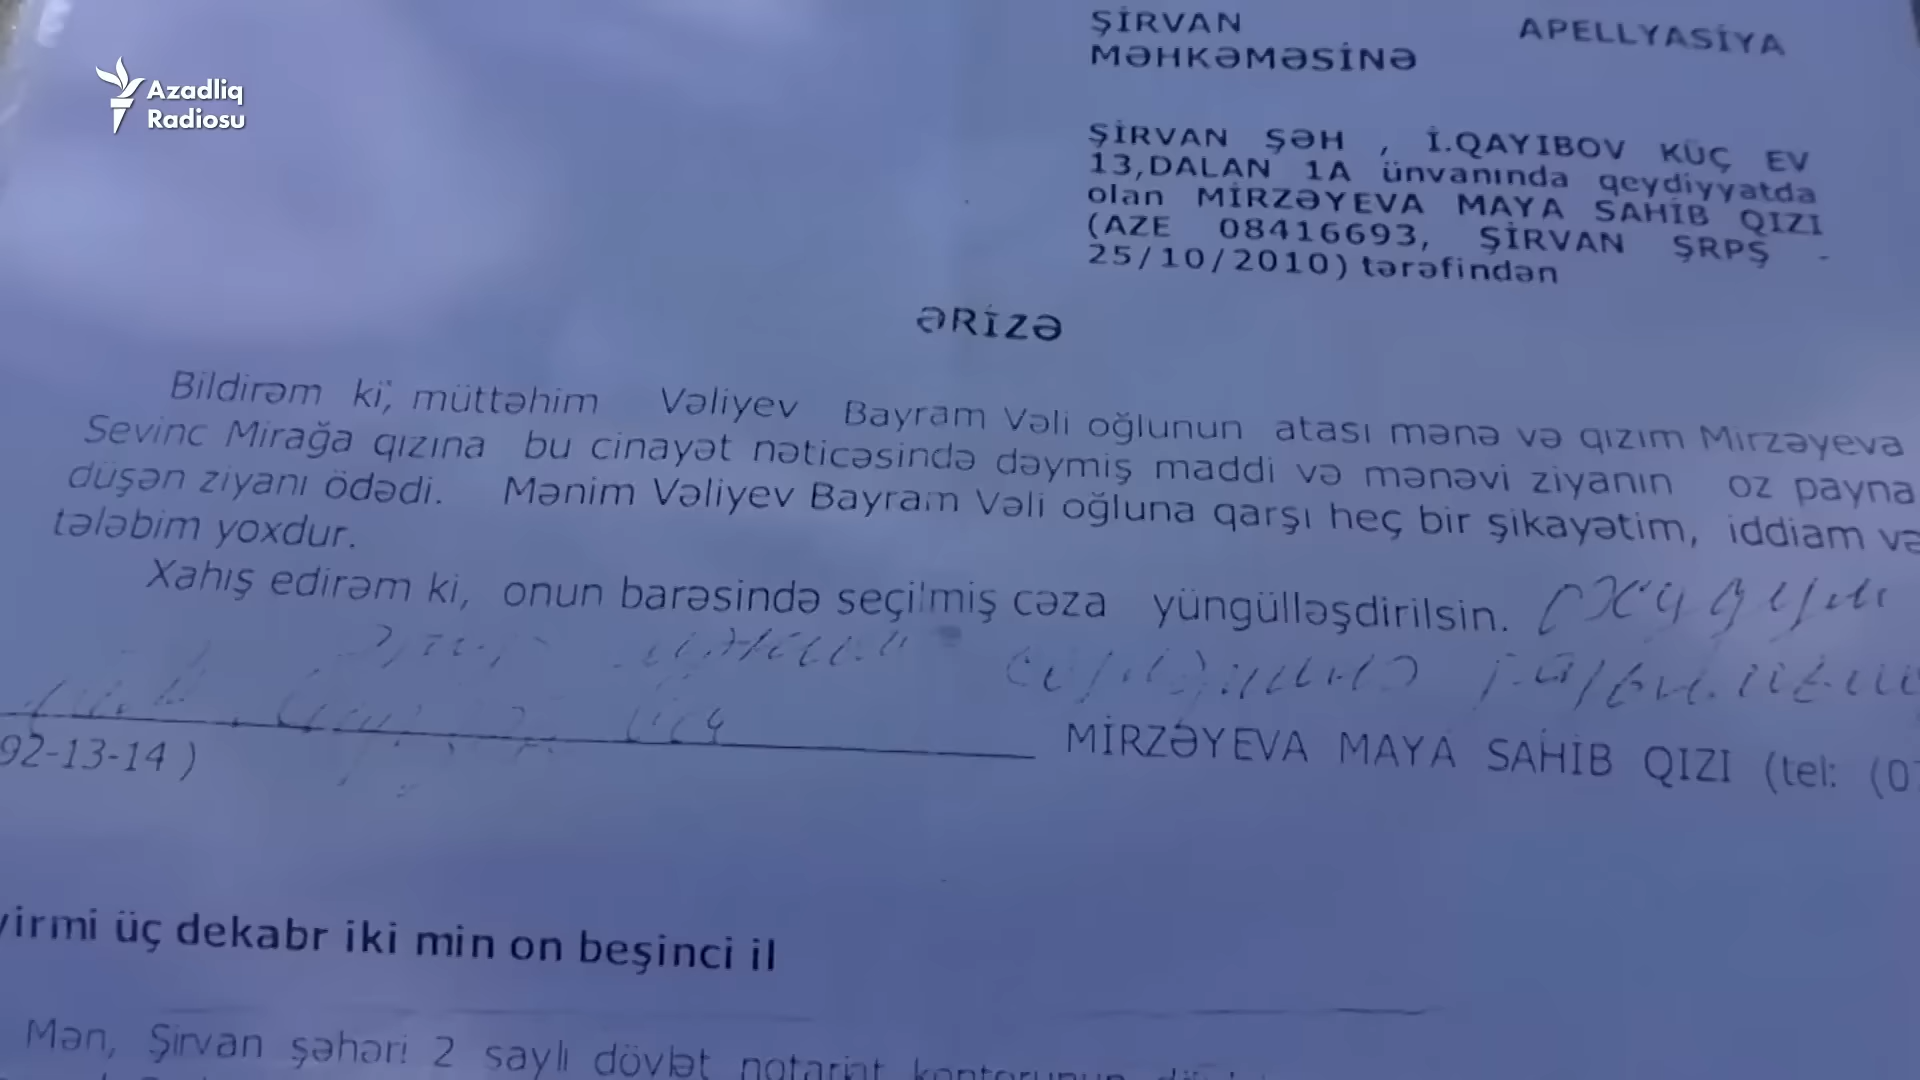 Azadlıq
Radiosu
ŞİRVAN APELLYASİYA
MƏHKƏMƏSİNƏ
ŞİRVAN ŞƏH , İ.QAYIBOV KÜÇ EV
13,DALAN 1A ünvanında qeydiyyatda
olan MİRZƏYEVA MAYA SAHİB QIZI
(AZE 08416693, ŞİRVAN ŞRPŞ -
25/10/2010) tərəfindən
ƏRİZƏ
Bildirəm ki, müttəhim Vəliyev Bayram Vəli oğlunun atası mənə və qızım Mirzəyeva
Sevinc Mirağa qızına bu cinayət nəticəsində dəymiş maddi və mənəvi ziyanın oz payna
düşən ziyanı ödədi. Mənim Vəliyev Bayram Vəli oğluna qarşı heç bir şikayətim, iddiam və
tələbim yoxdur.
Xahış edirəm ki, onun barəsində seçilmiş cəza yüngülləşdirilsin.
MİRZƏYEVA MAYA SAHİB QIZI (tel: (0
92-13-14 )
yirmi üç dekabr iki min on beşinci il
Mən, Şirvan şəhəri 2 saylı dövlət notariat